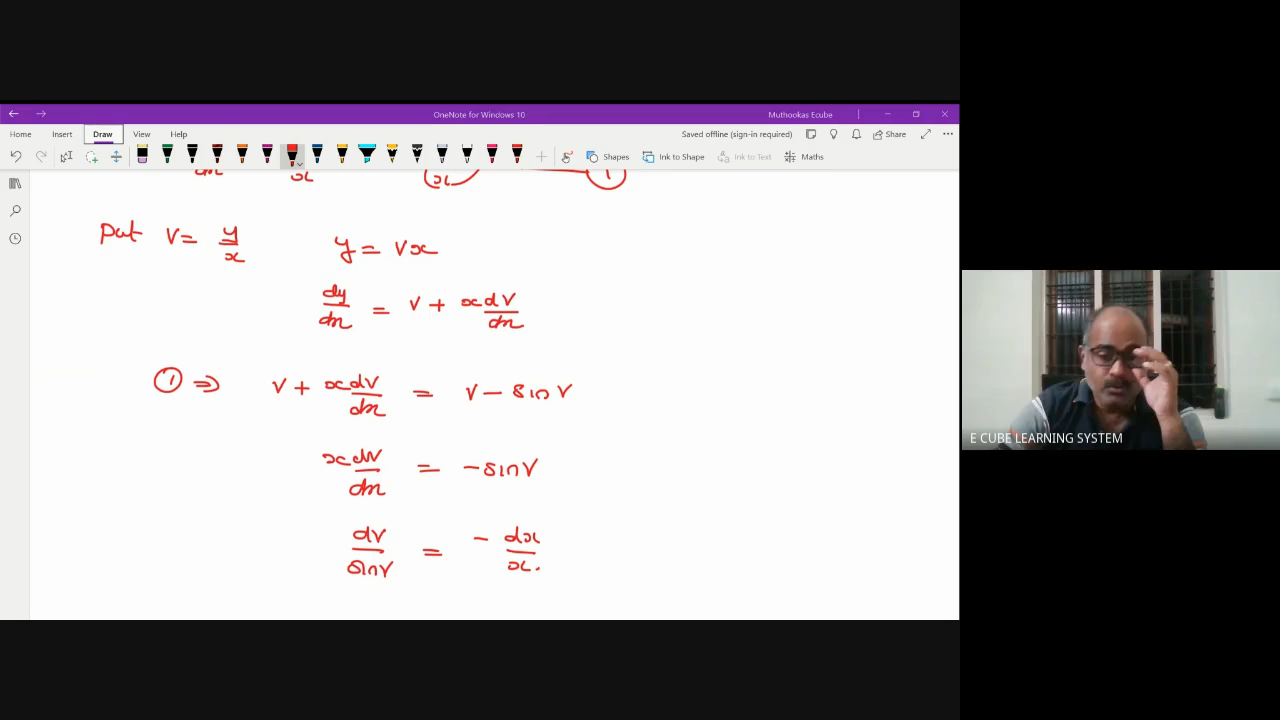 OneNote for Windows 10
Muthookas Ecube
Home Insert Draw View Help
Saved offline (sign-in required) Share
Shapes Ink to Shape Ink to Text Maths
dx x x 1
Put v = y/x y = vx
dy/dx = v + x dv/dx
① ⇒ v + x dv/dx = v - sin v
x dv/dx = - sin v
dv/sin v = - dx/x.
E CUBE LEARNING SYSTEM